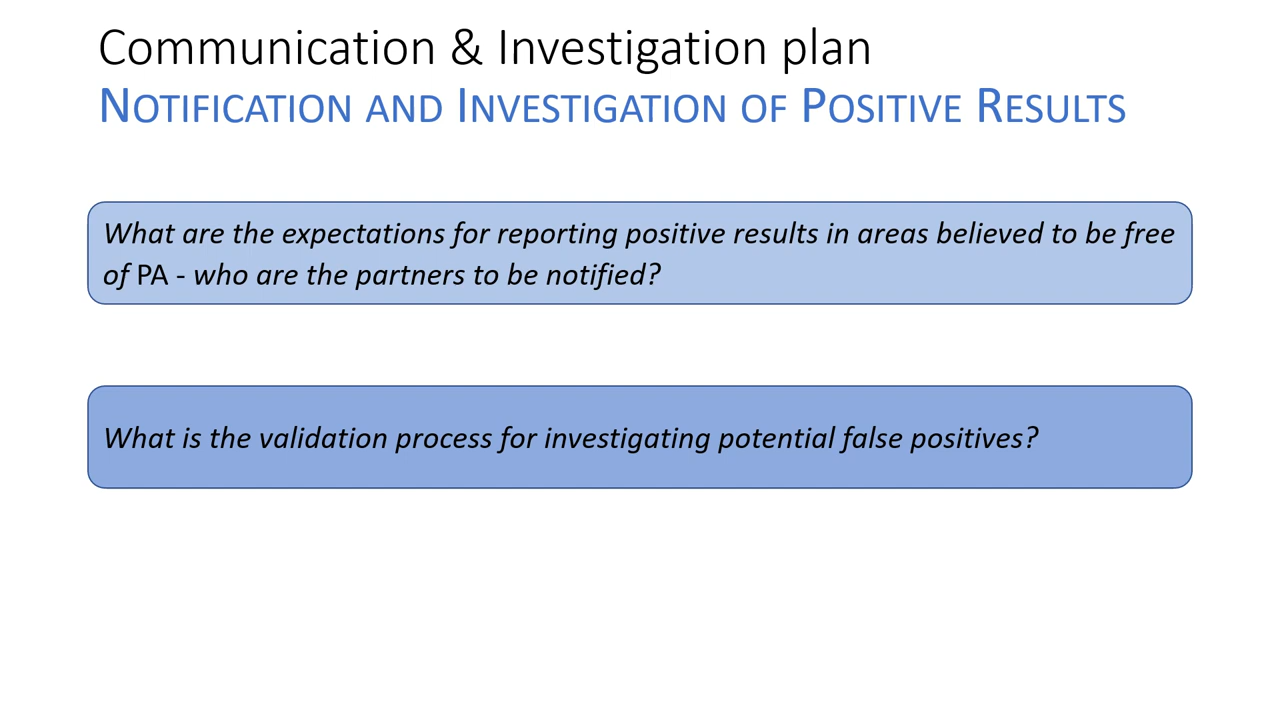 Communication & Investigation plan
NOTIFICATION AND INVESTIGATION OF POSITIVE RESULTS
What are the expectations for reporting positive results in areas believed to be free
of PA - who are the partners to be notified?
What is the validation process for investigating potential false positives?